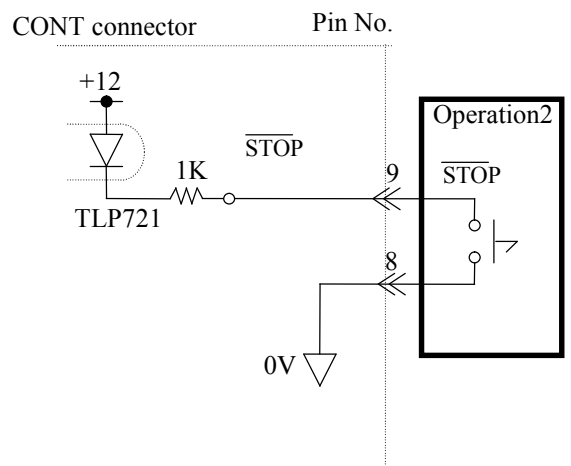 CONT connector
Pin No.
+12
Operation2
STOP
STOP
1K
9
TLP721
8
0V